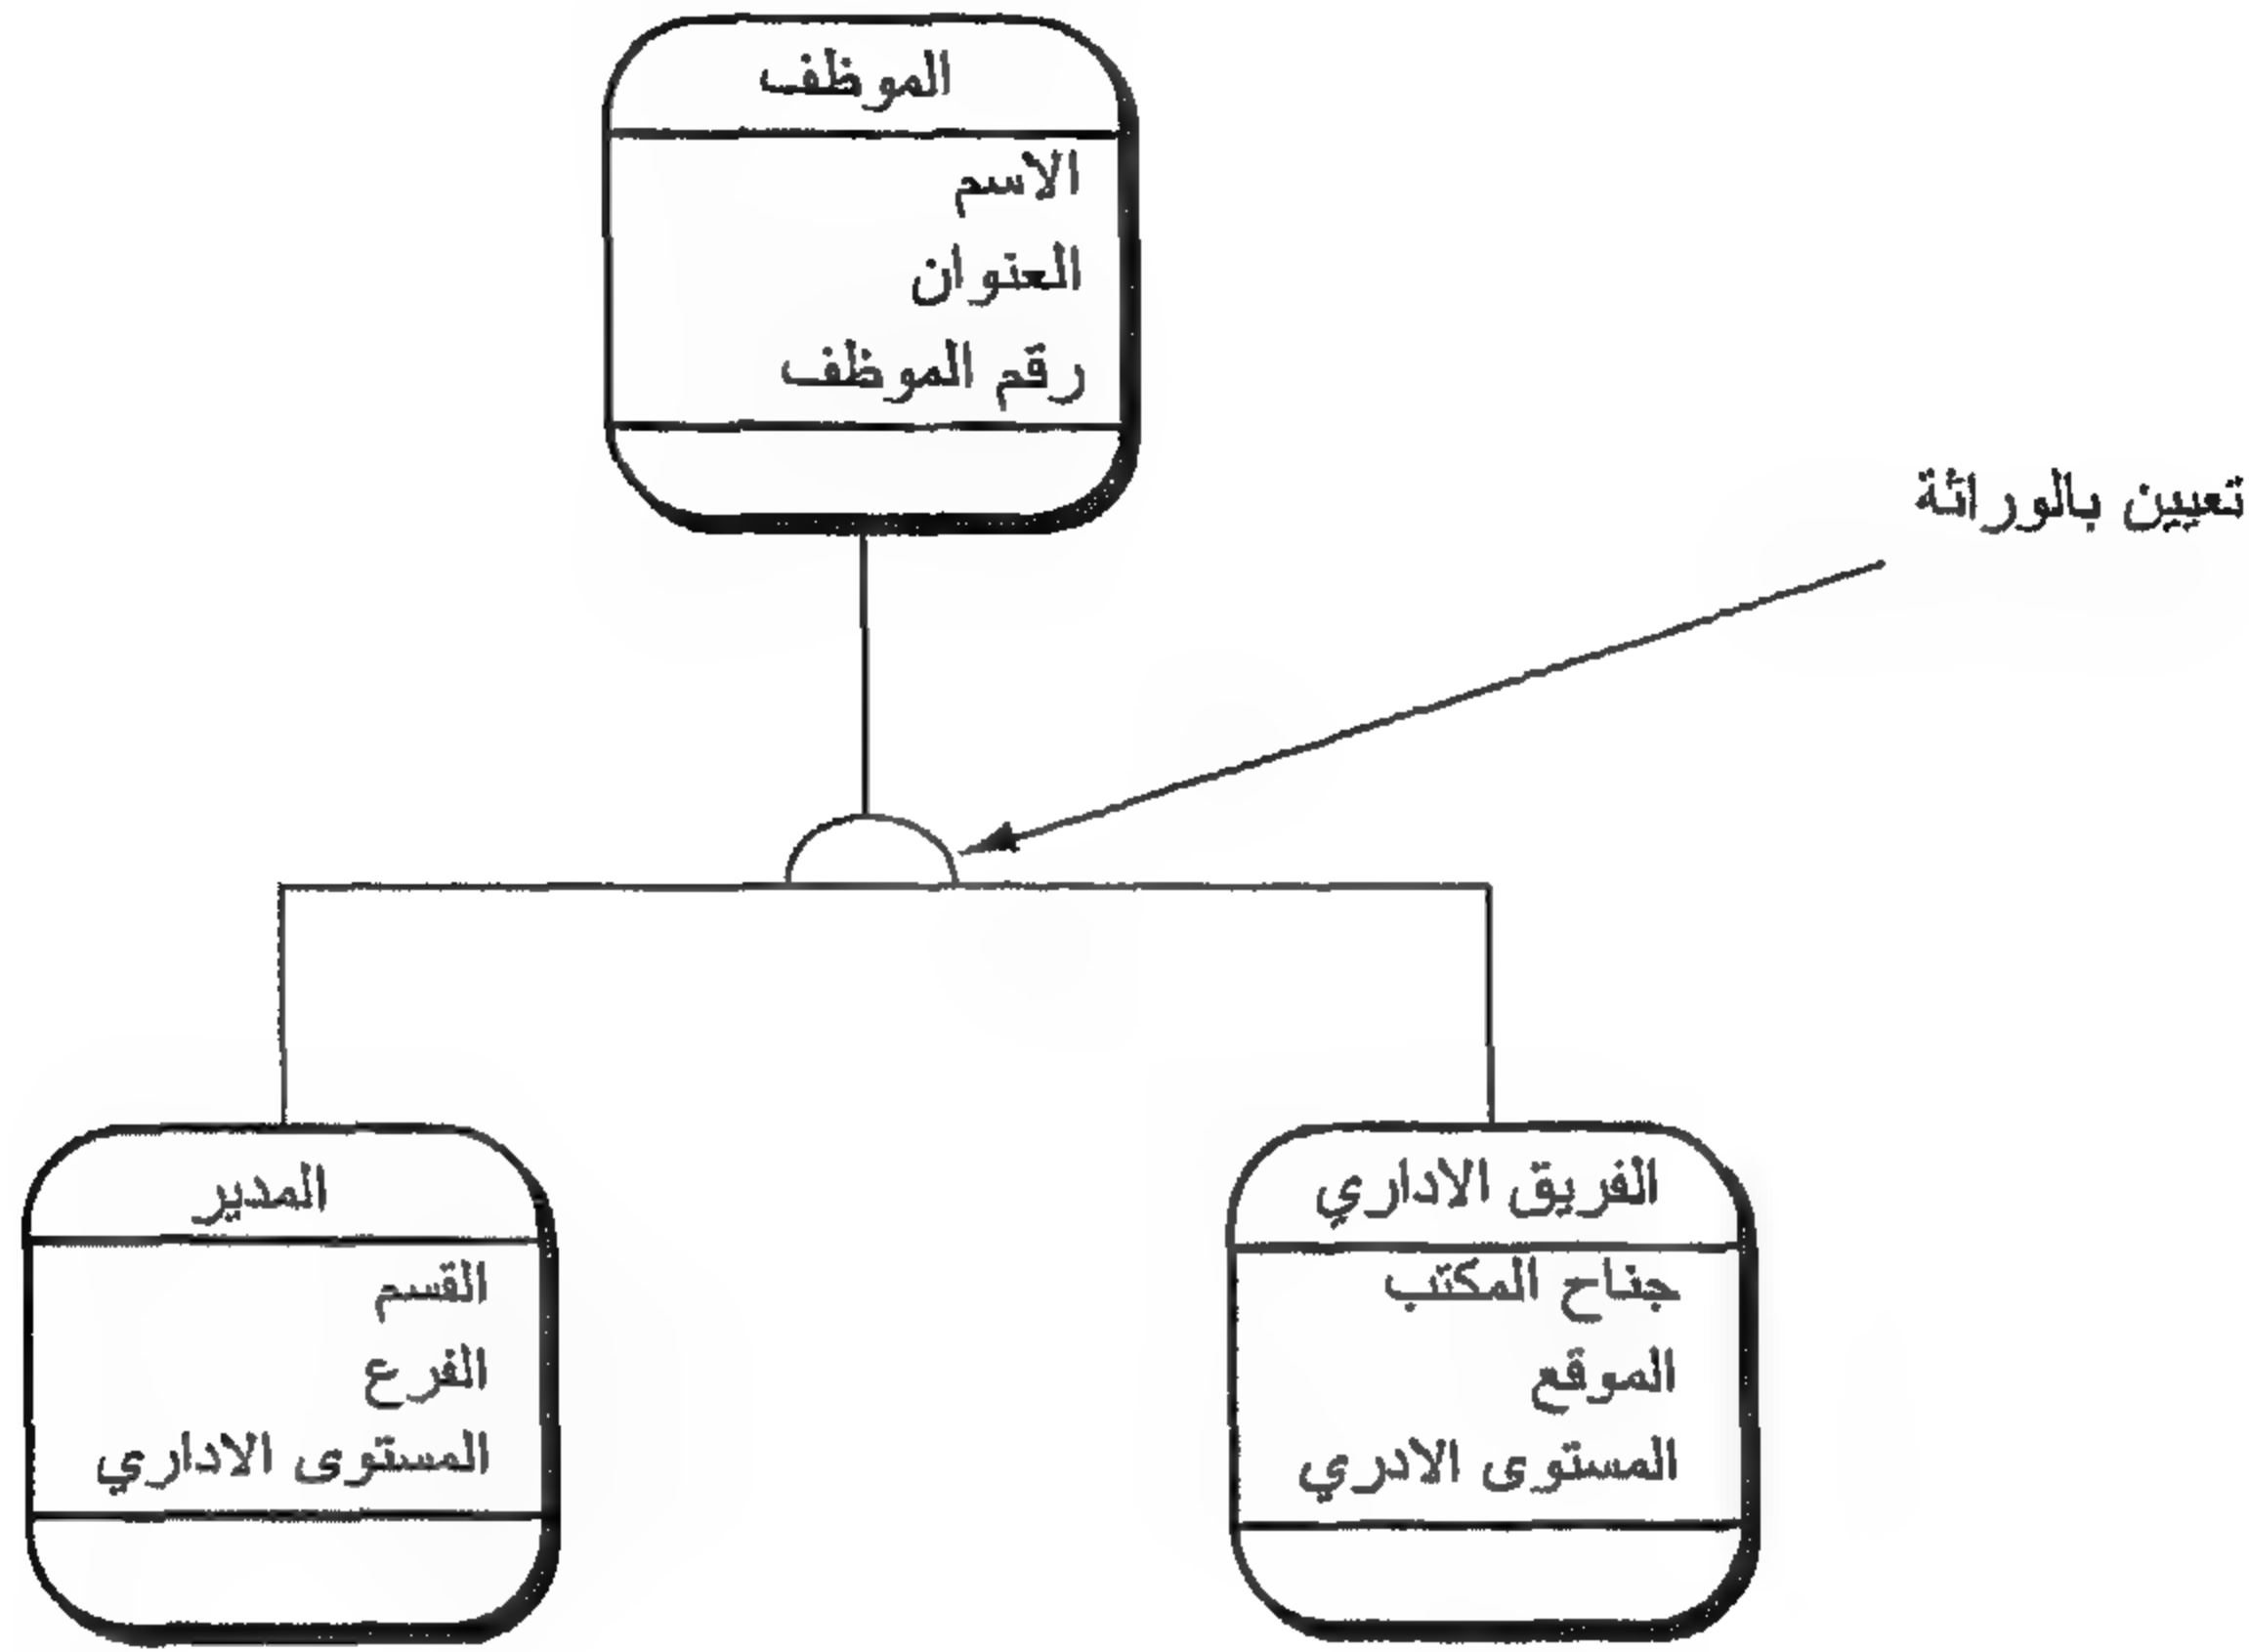 الموظف
الاسم
العنوان
رقم الموظف
تعيين بالوراثة
الفريق الاداري
جناح المكتب
الموقع
المستوى الادري
المدير
القسم
الفرع
المستوى الاداري